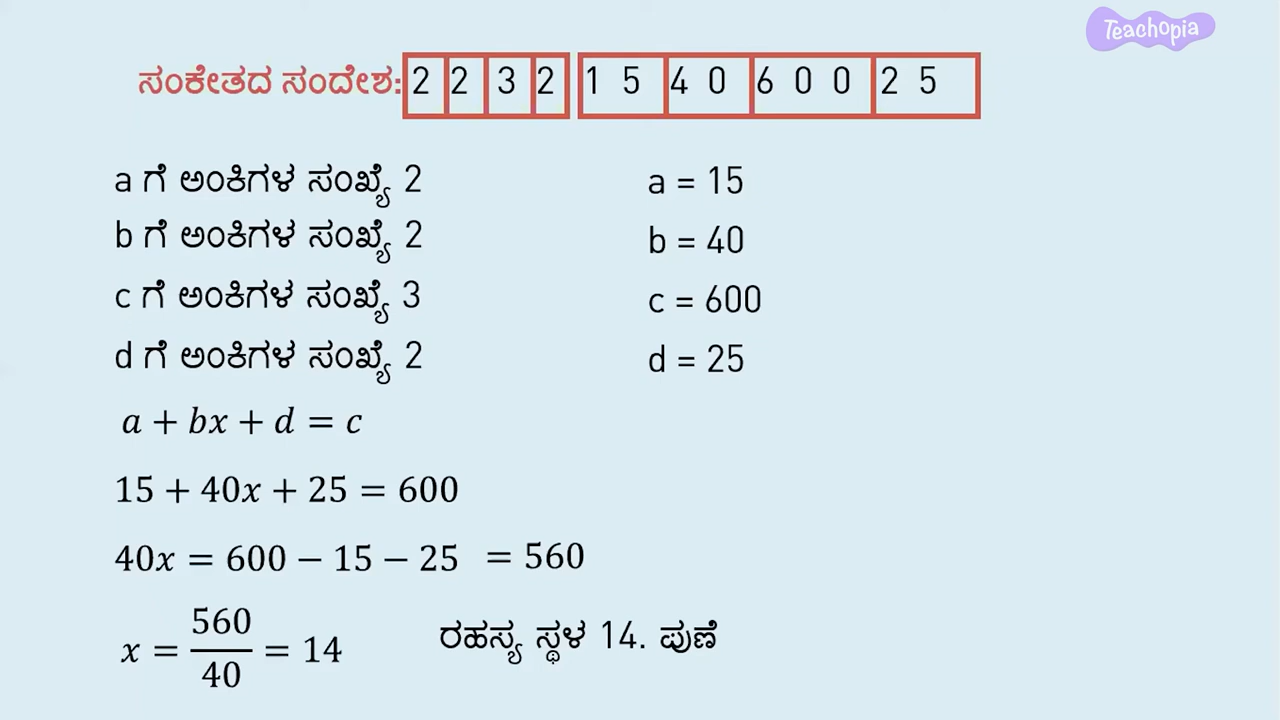 Teachopia
ಸಂಕೇತದ ಸಂದೇಶ: 2 2 3 2 1 5 4 0 6 0 0 2 5
a ಗೆ ಅಂಕಿಗಳ ಸಂಖ್ಯೆ 2
a = 15
b ಗೆ ಅಂಕಿಗಳ ಸಂಖ್ಯೆ 2
b = 40
c ಗೆ ಅಂಕಿಗಳ ಸಂಖ್ಯೆ 3
c = 600
d ಗೆ ಅಂಕಿಗಳ ಸಂಖ್ಯೆ 2
d = 25
a + bx + d = c
15 + 40x + 25 = 600
40x = 600 − 15 − 25 = 560
x = 560/40 = 14
ರಹಸ್ಯ ಸ್ಥಳ 14. ಪುಣೆ